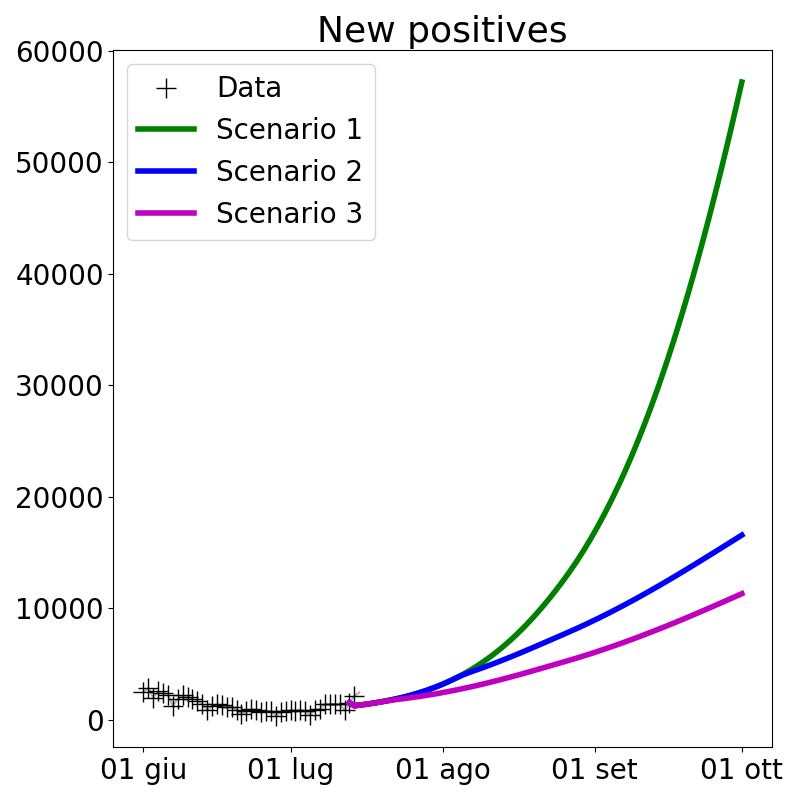 New positives
60000
50000
40000
30000
20000
10000
0
Data
Scenario 1
Scenario 2
Scenario 3
01 giu 01 lug 01 ago 01 set 01 ott